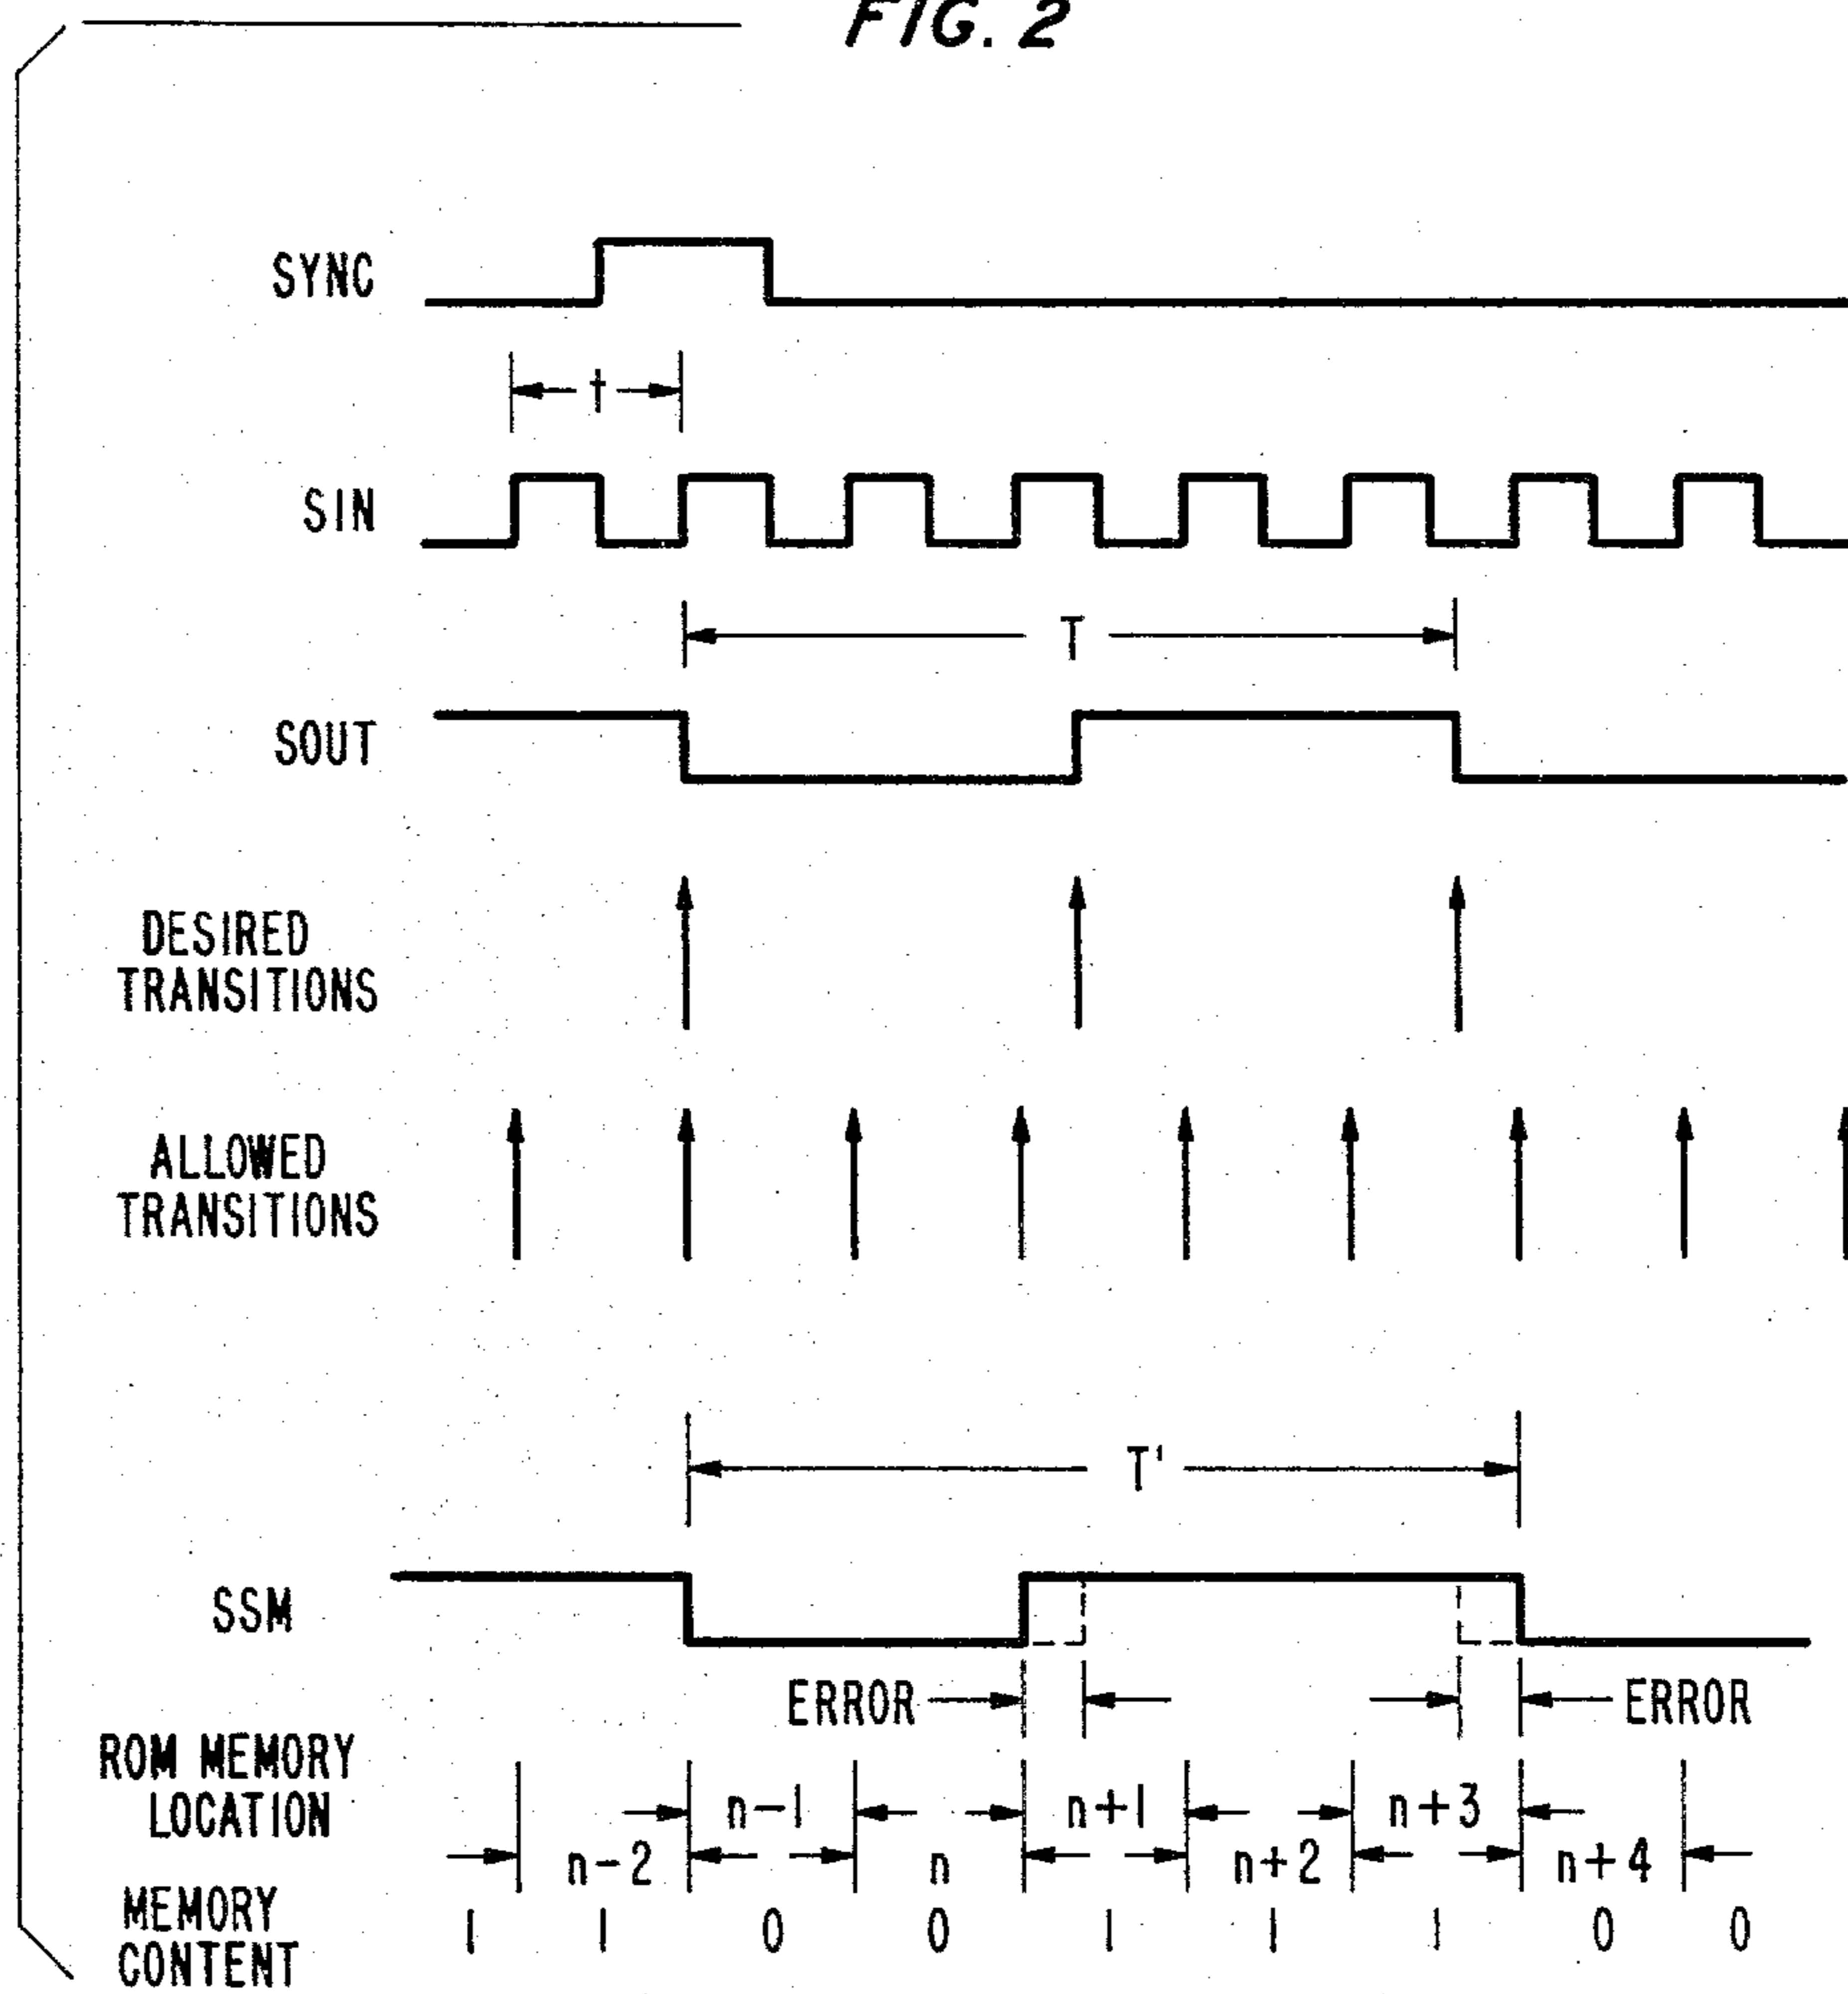 FIG. 2
SYNC
t
SIN
T
SOUT
DESIRED
TRANSITIONS
ALLOWED
TRANSITIONS
T'
SSM
ERROR ERROR
ROM MEMORY
LOCATION
n-1 n+1 n+3
n-2 n n+2 n+4
MEMORY
CONTENT
1 1 0 0 1 1 1 0 0